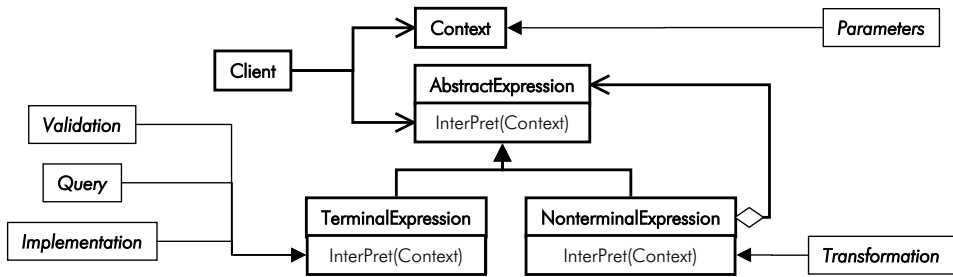 Context
Parameters
Client
AbstractExpression
InterPret(Context)
Validation
Query
Implementation
TerminalExpression
InterPret(Context)
NonterminalExpression
InterPret(Context)
Transformation